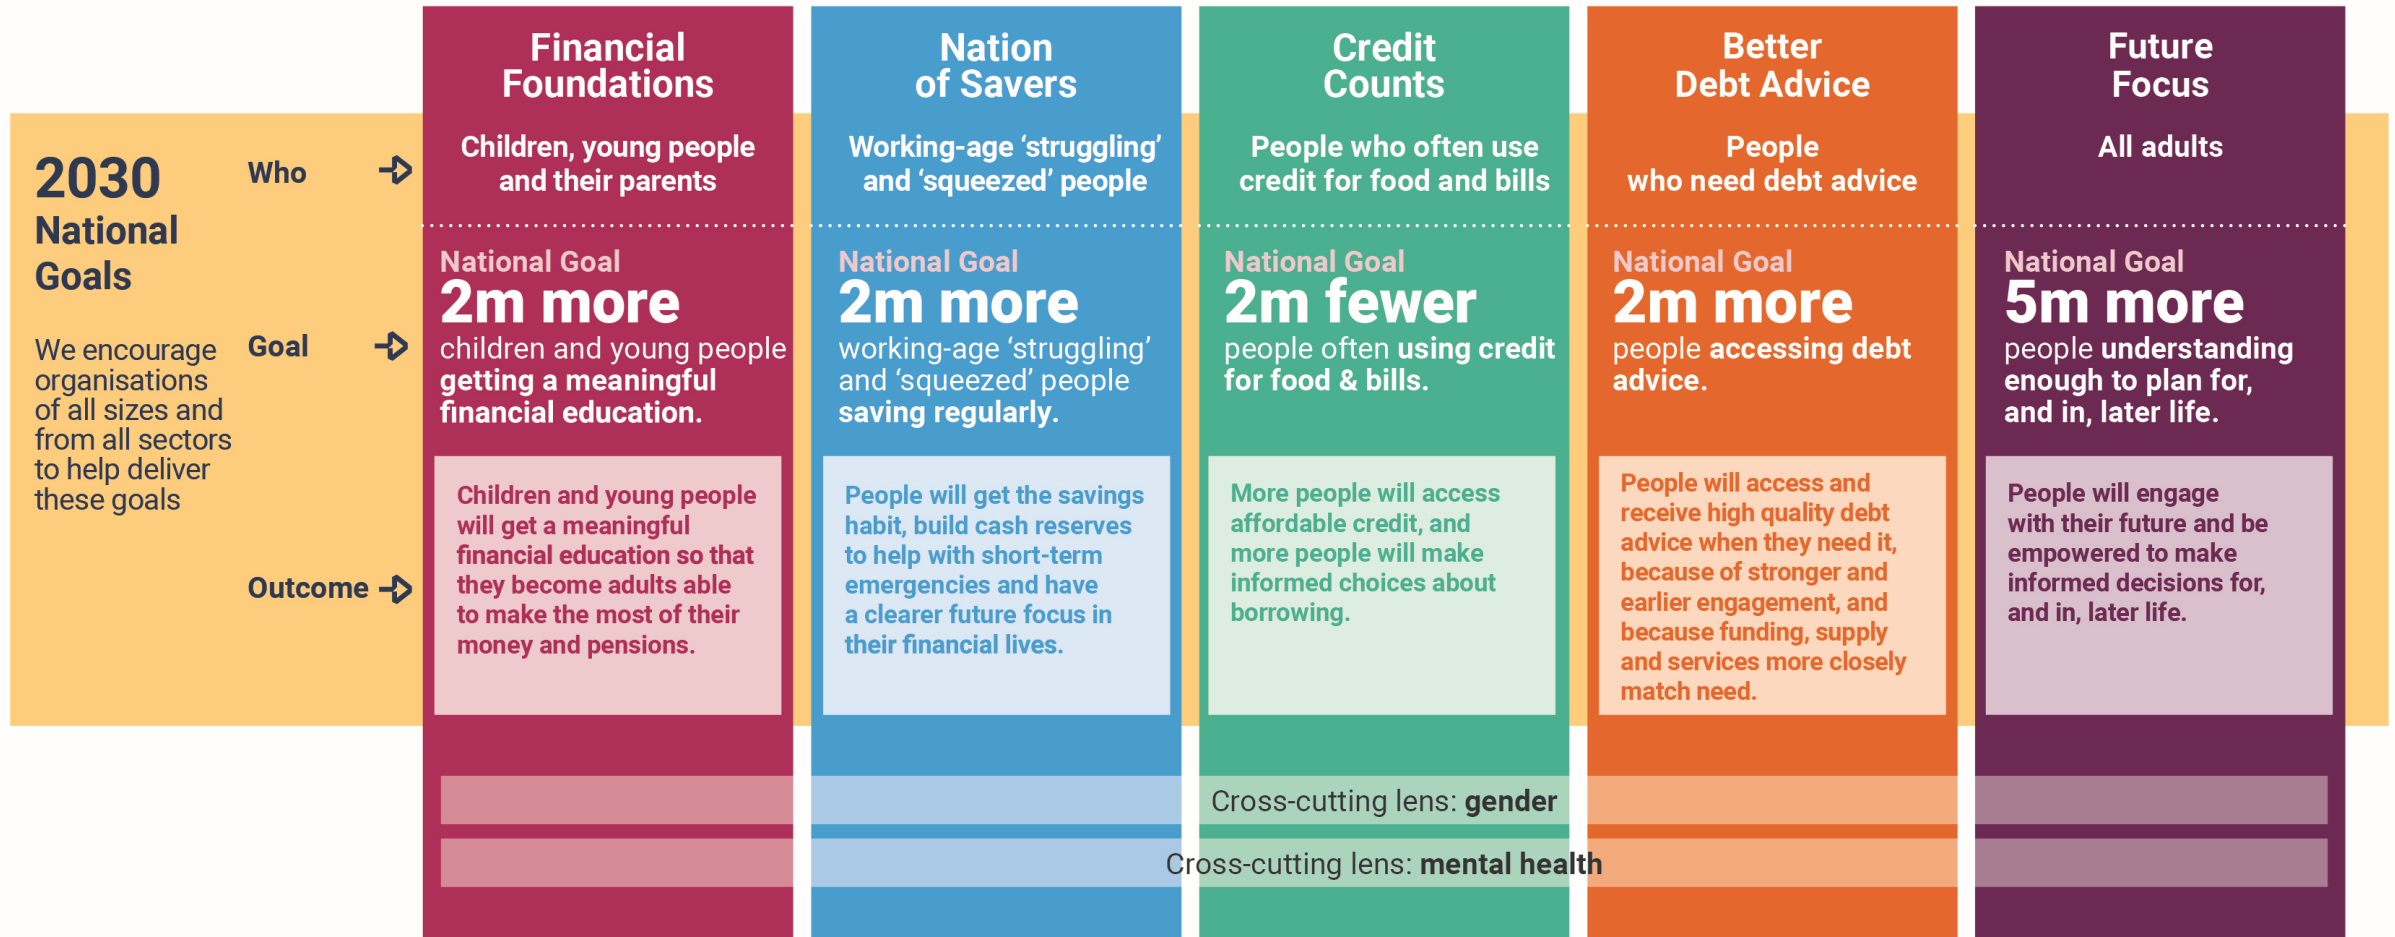 Financial
Foundations
Children, young people
and their parents
National Goal
2m more
children and young people
getting a meaningful
financial education.
Children and young people
will get a meaningful
financial education so that
they become adults able
to make the most of their
money and pensions.
Nation
of Savers
Working-age ‘struggling’
and ‘squeezed’ people
National Goal
2m more
working-age ‘struggling’
and ‘squeezed’ people
saving regularly.
People will get the savings
habit, build cash reserves
to help with short-term
emergencies and have
a clearer future focus in
their financial lives.
Credit
Counts
People who often use
credit for food and bills
National Goal
2m fewer
people often using credit
for food & bills.
More people will access
affordable credit, and
more people will make
informed choices about
borrowing.
Better
Debt Advice
People
who need debt advice
National Goal
2m more
people accessing debt
advice.
People will access and
receive high quality debt
advice when they need it,
because of stronger and
earlier engagement, and
because funding, supply
and services more closely
match need.
Future
Focus
All adults
National Goal
5m more
people understanding
enough to plan for,
and in, later life.
People will engage
with their future and be
empowered to make
informed decisions for,
and in, later life.
2030
National
Goals
We encourage
organisations
of all sizes and
from all sectors
to help deliver
these goals
Who
Goal
Outcome
Cross-cutting lens: gender
Cross-cutting lens: mental health